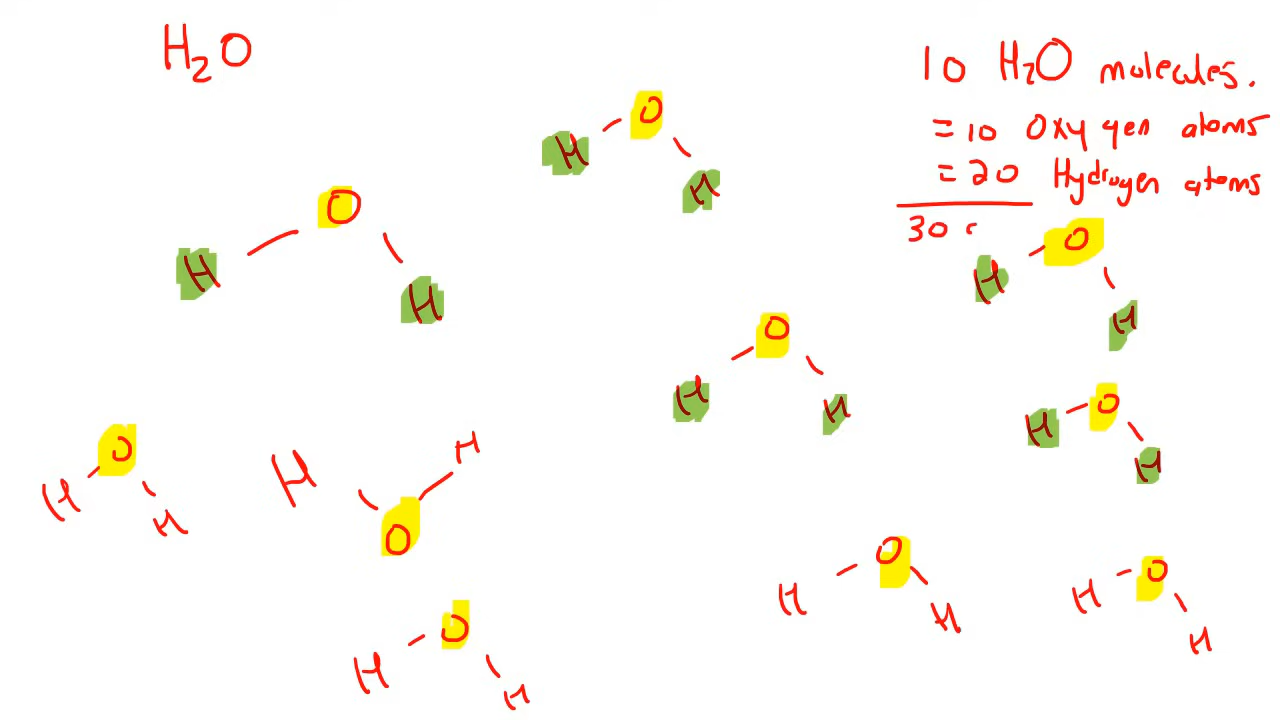 H₂O
10 H₂O molecules.
= 10 Oxygen atoms
= 20 Hydrogen atoms
30
O
H H
O
H H
O
H H
O
H H
O
H H
O
H H
H H
O
O
H H
O
H H
O
H H